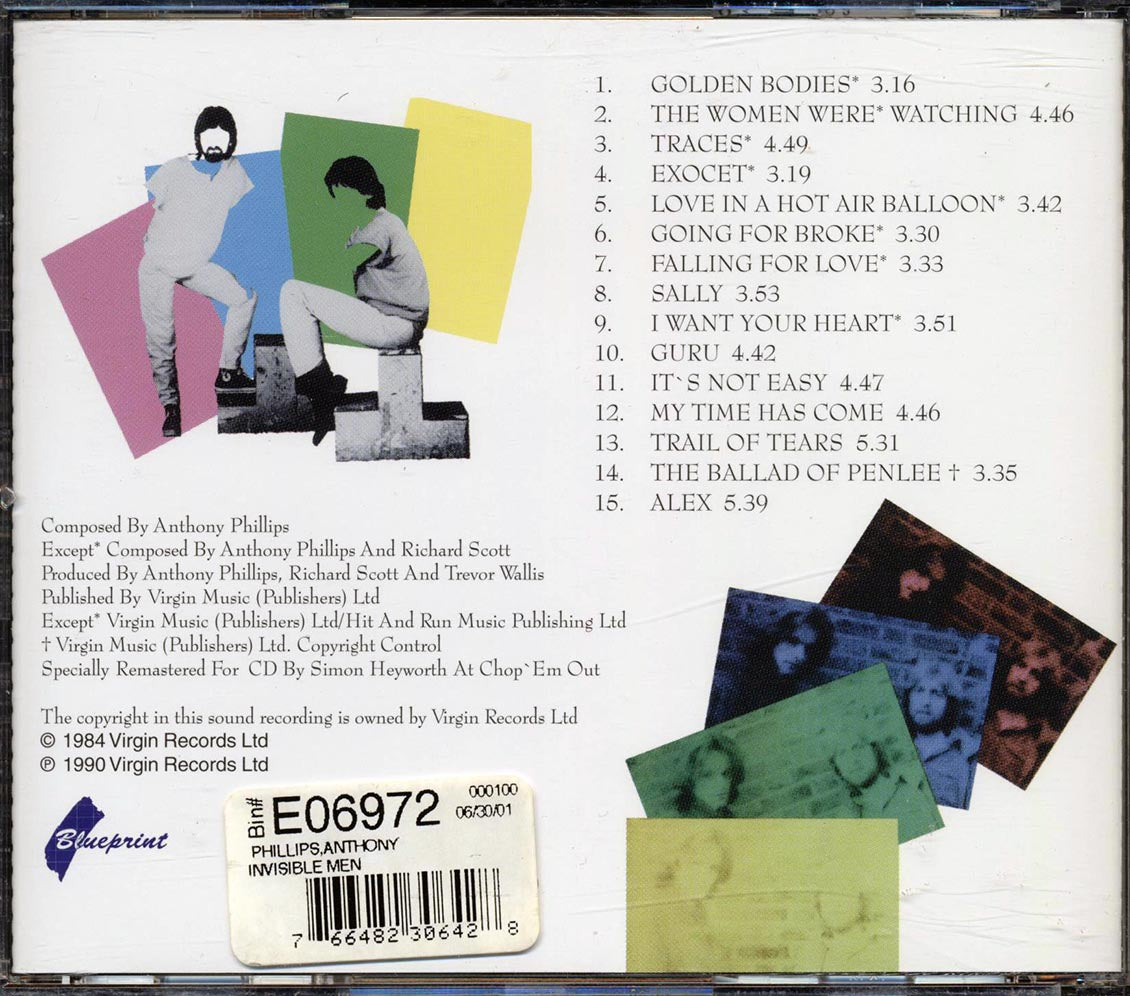 1. GOLDEN BODIES* 3.16
2. THE WOMEN WERE* WATCHING 4.46
3. TRACES* 4.49
4. EXOCET* 3.19
5. LOVE IN A HOT AIR BALLOON* 3.42
6. GOING FOR BROKE* 3.30
7. FALLING FOR LOVE* 3.33
8. SALLY 3.53
9. I WANT YOUR HEART* 3.51
10. GURU 4.42
11. IT`S NOT EASY 4.47
12. MY TIME HAS COME 4.46
13. TRAIL OF TEARS 5.31
14. THE BALLAD OF PENLEE † 3.35
15. ALEX 5.39
Composed By Anthony Phillips
Except* Composed By Anthony Phillips And Richard Scott
Produced By Anthony Phillips, Richard Scott And Trevor Wallis
Published By Virgin Music (Publishers) Ltd
Except* Virgin Music (Publishers) Ltd/Hit And Run Music Publishing Ltd
† Virgin Music (Publishers) Ltd. Copyright Control
Specially Remastered For CD By Simon Heyworth At Chop`Em Out
The copyright in this sound recording is owned by Virgin Records Ltd
© 1984 Virgin Records Ltd
℗ 1990 Virgin Records Ltd
Blueprint
Bin# E06972 000100
06/30/01
PHILLIPS,ANTHONY
INVISIBLE MEN
7 66482 30642 8